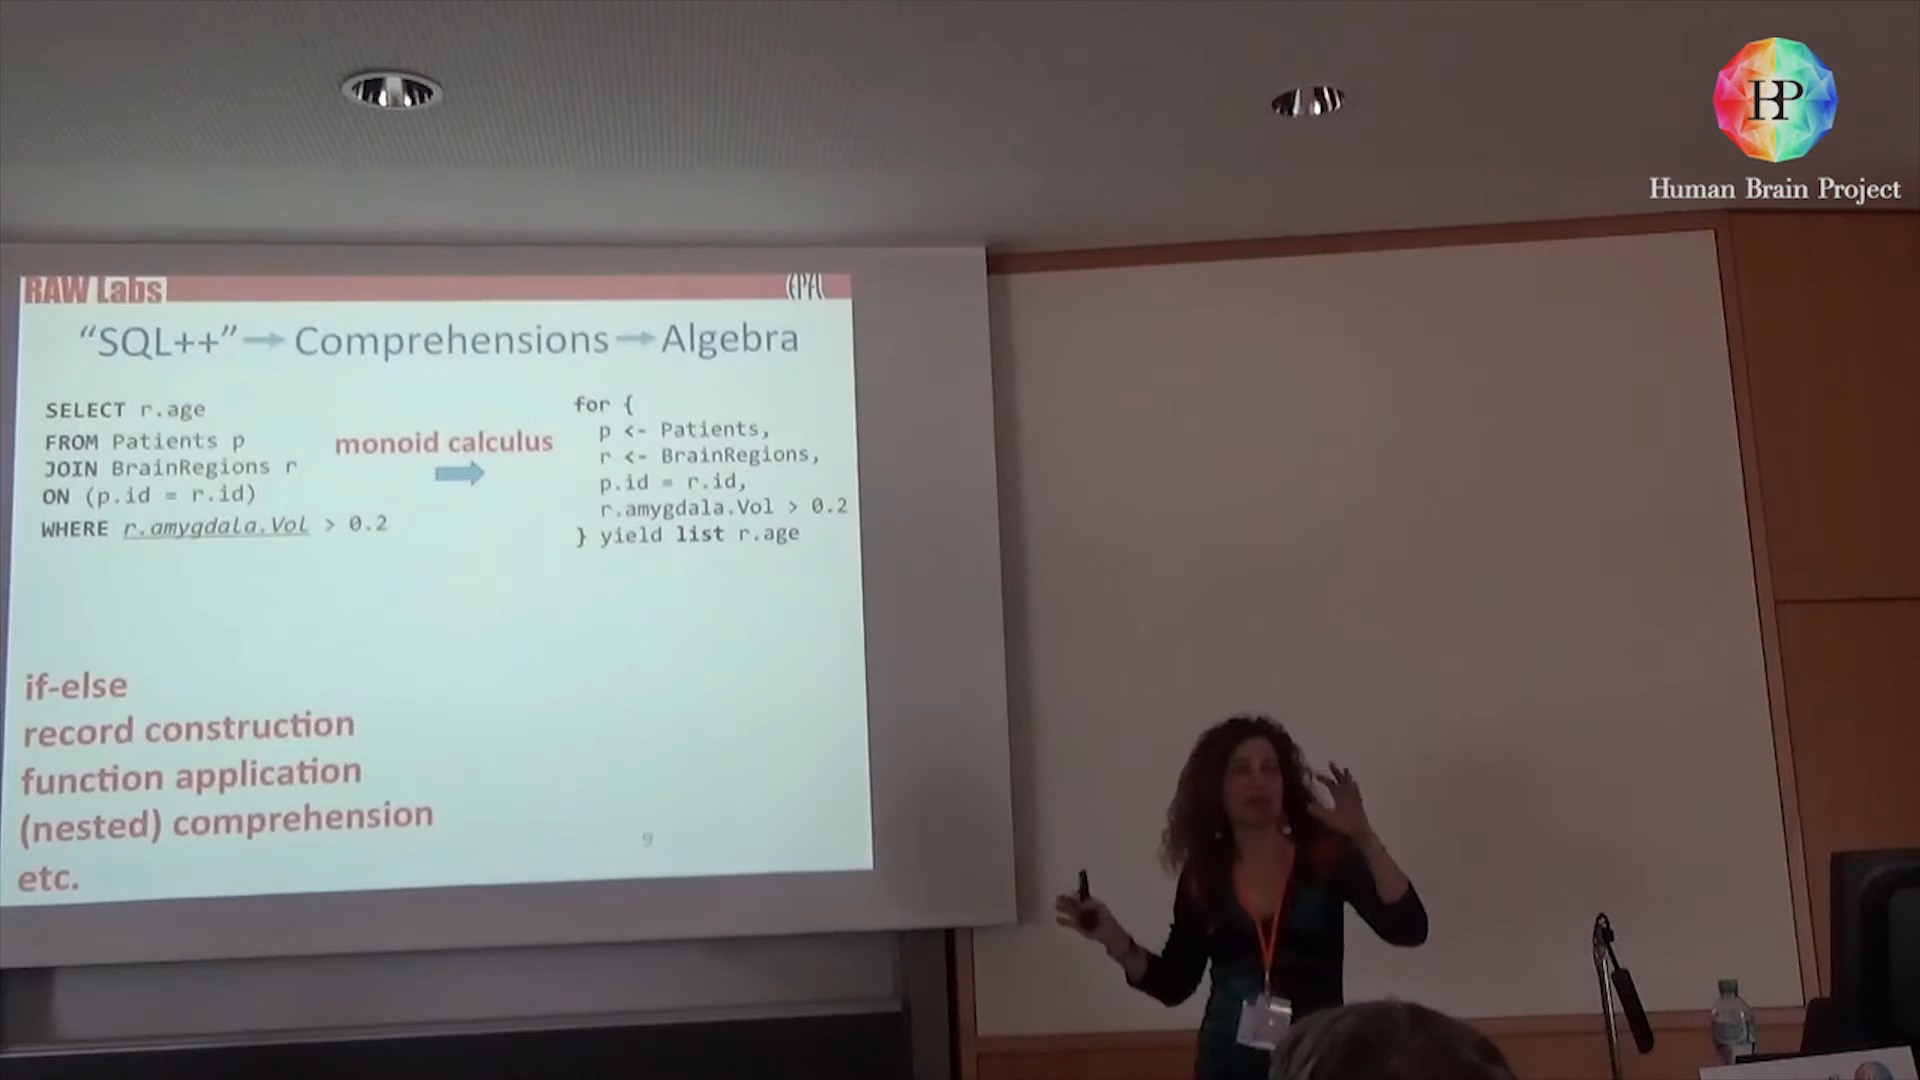 HBP
Human Brain Project
RAW Labs
EPFL
“SQL++” → Comprehensions → Algebra
SELECT r.age
FROM Patients p
JOIN BrainRegions r
ON (p.id = r.id)
WHERE r.amygdala.Vol > 0.2
monoid calculus
for {
p <- Patients,
r <- BrainRegions,
p.id = r.id,
r.amygdala.Vol > 0.2
} yield list r.age
if-else
record construction
function application
(nested) comprehension
etc.
9